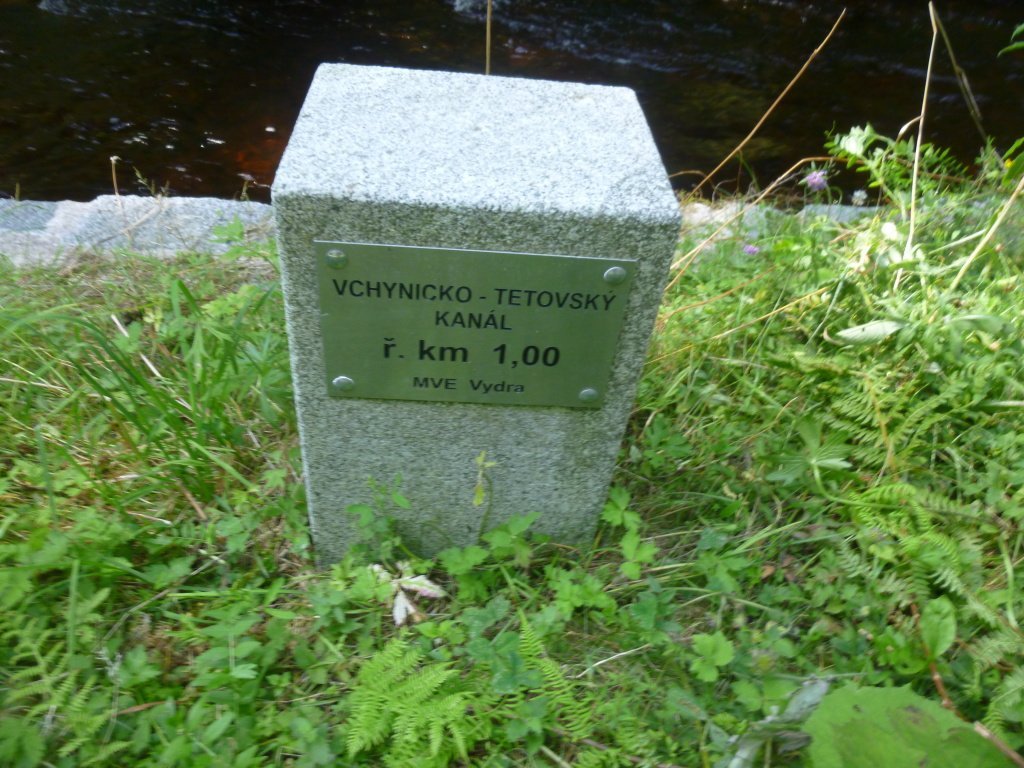 VCHYNICKO - TETOVSKÝ
KANÁL
ř. km 1,00
MVE Vydra